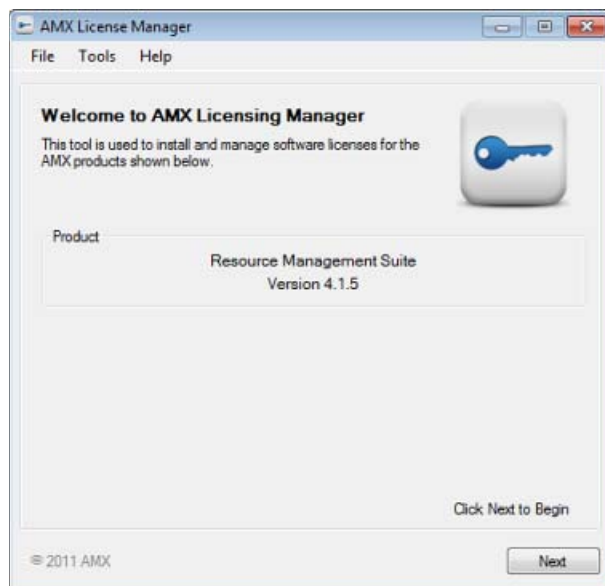 AMX License Manager
File Tools Help
Welcome to AMX Licensing Manager
This tool is used to install and manage software licenses for the
AMX products shown below.
Product
Resource Management Suite
Version 4.1.5
Click Next to Begin
© 2011 AMX
Next